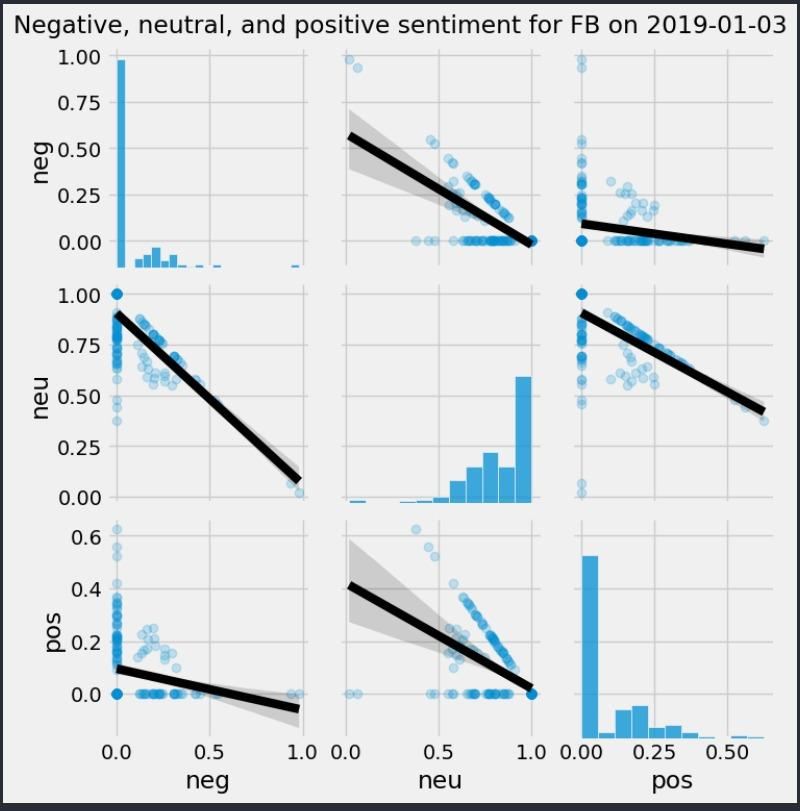 Negative, neutral, and positive sentiment for FB on 2019-01-03
1.00
0.75
0.50
0.25
0.00
neg
1.00
0.75
0.50
0.25
0.00
neu
0.6
0.4
0.2
0.0
pos
0.0 0.5 1.0 0.0 0.5 1.0 0.00 0.25 0.50
neg neu pos